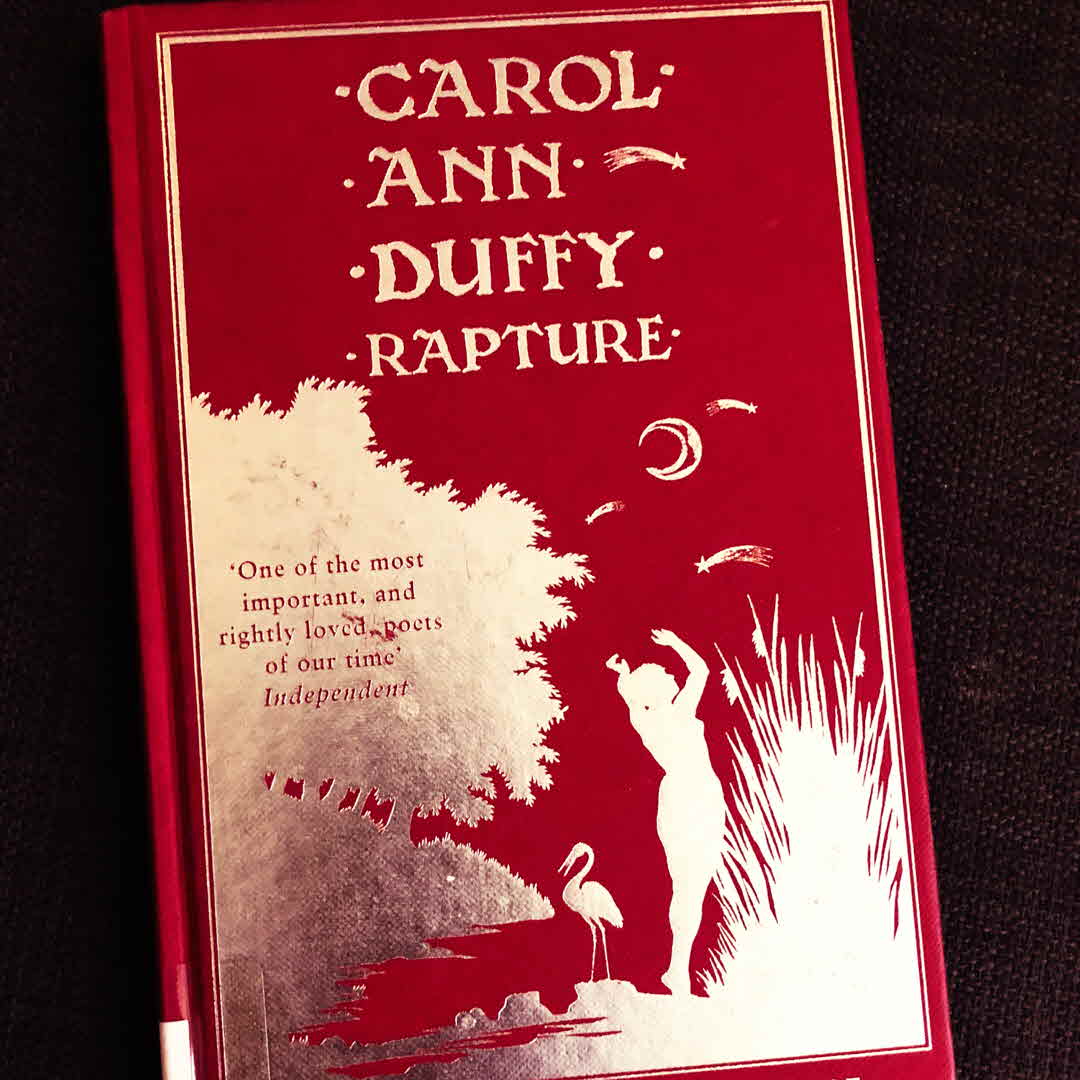 ·CAROL·
·ANN·
·DUFFY·
·RAPTURE·
‘One of the most
important, and
rightly loved, poets
of our time’
Independent